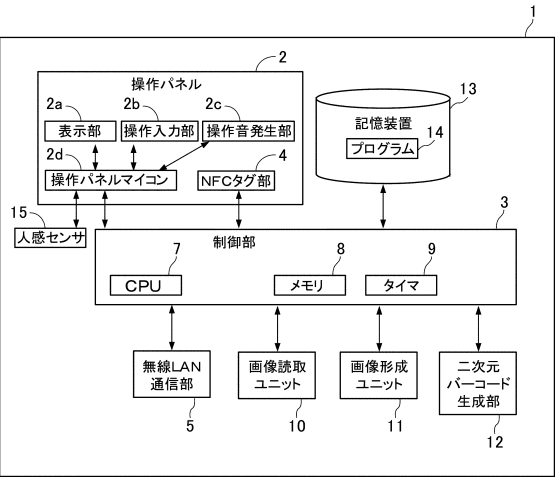 1
2
操作パネル
2a
2b
2c
表示部
操作入力部
操作音発生部
2d
4
操作パネルマイコン
NFCタグ部
13
記憶装置
14
プログラム
15
人感センサ
3
制御部
7
8
9
CPU
メモリ
タイマ
無線LAN
通信部
画像読取
ユニット
画像形成
ユニット
二次元
バーコード
生成部
5
10
11
12